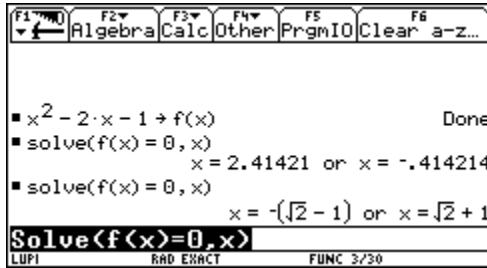 F1 F2 F3 F4 F5 F6
Algebra Calc Other PrgmIO Clear a-z…
▪ x² - 2·x - 1 → f(x) Done
▪ solve(f(x) = 0, x)
x = 2.41421 or x = -.414214
▪ solve(f(x) = 0, x)
x = -(√2 - 1) or x = √2 + 1
Solve(f(x)=0,x)
LUPI RAD EXACT FUNC 3/30